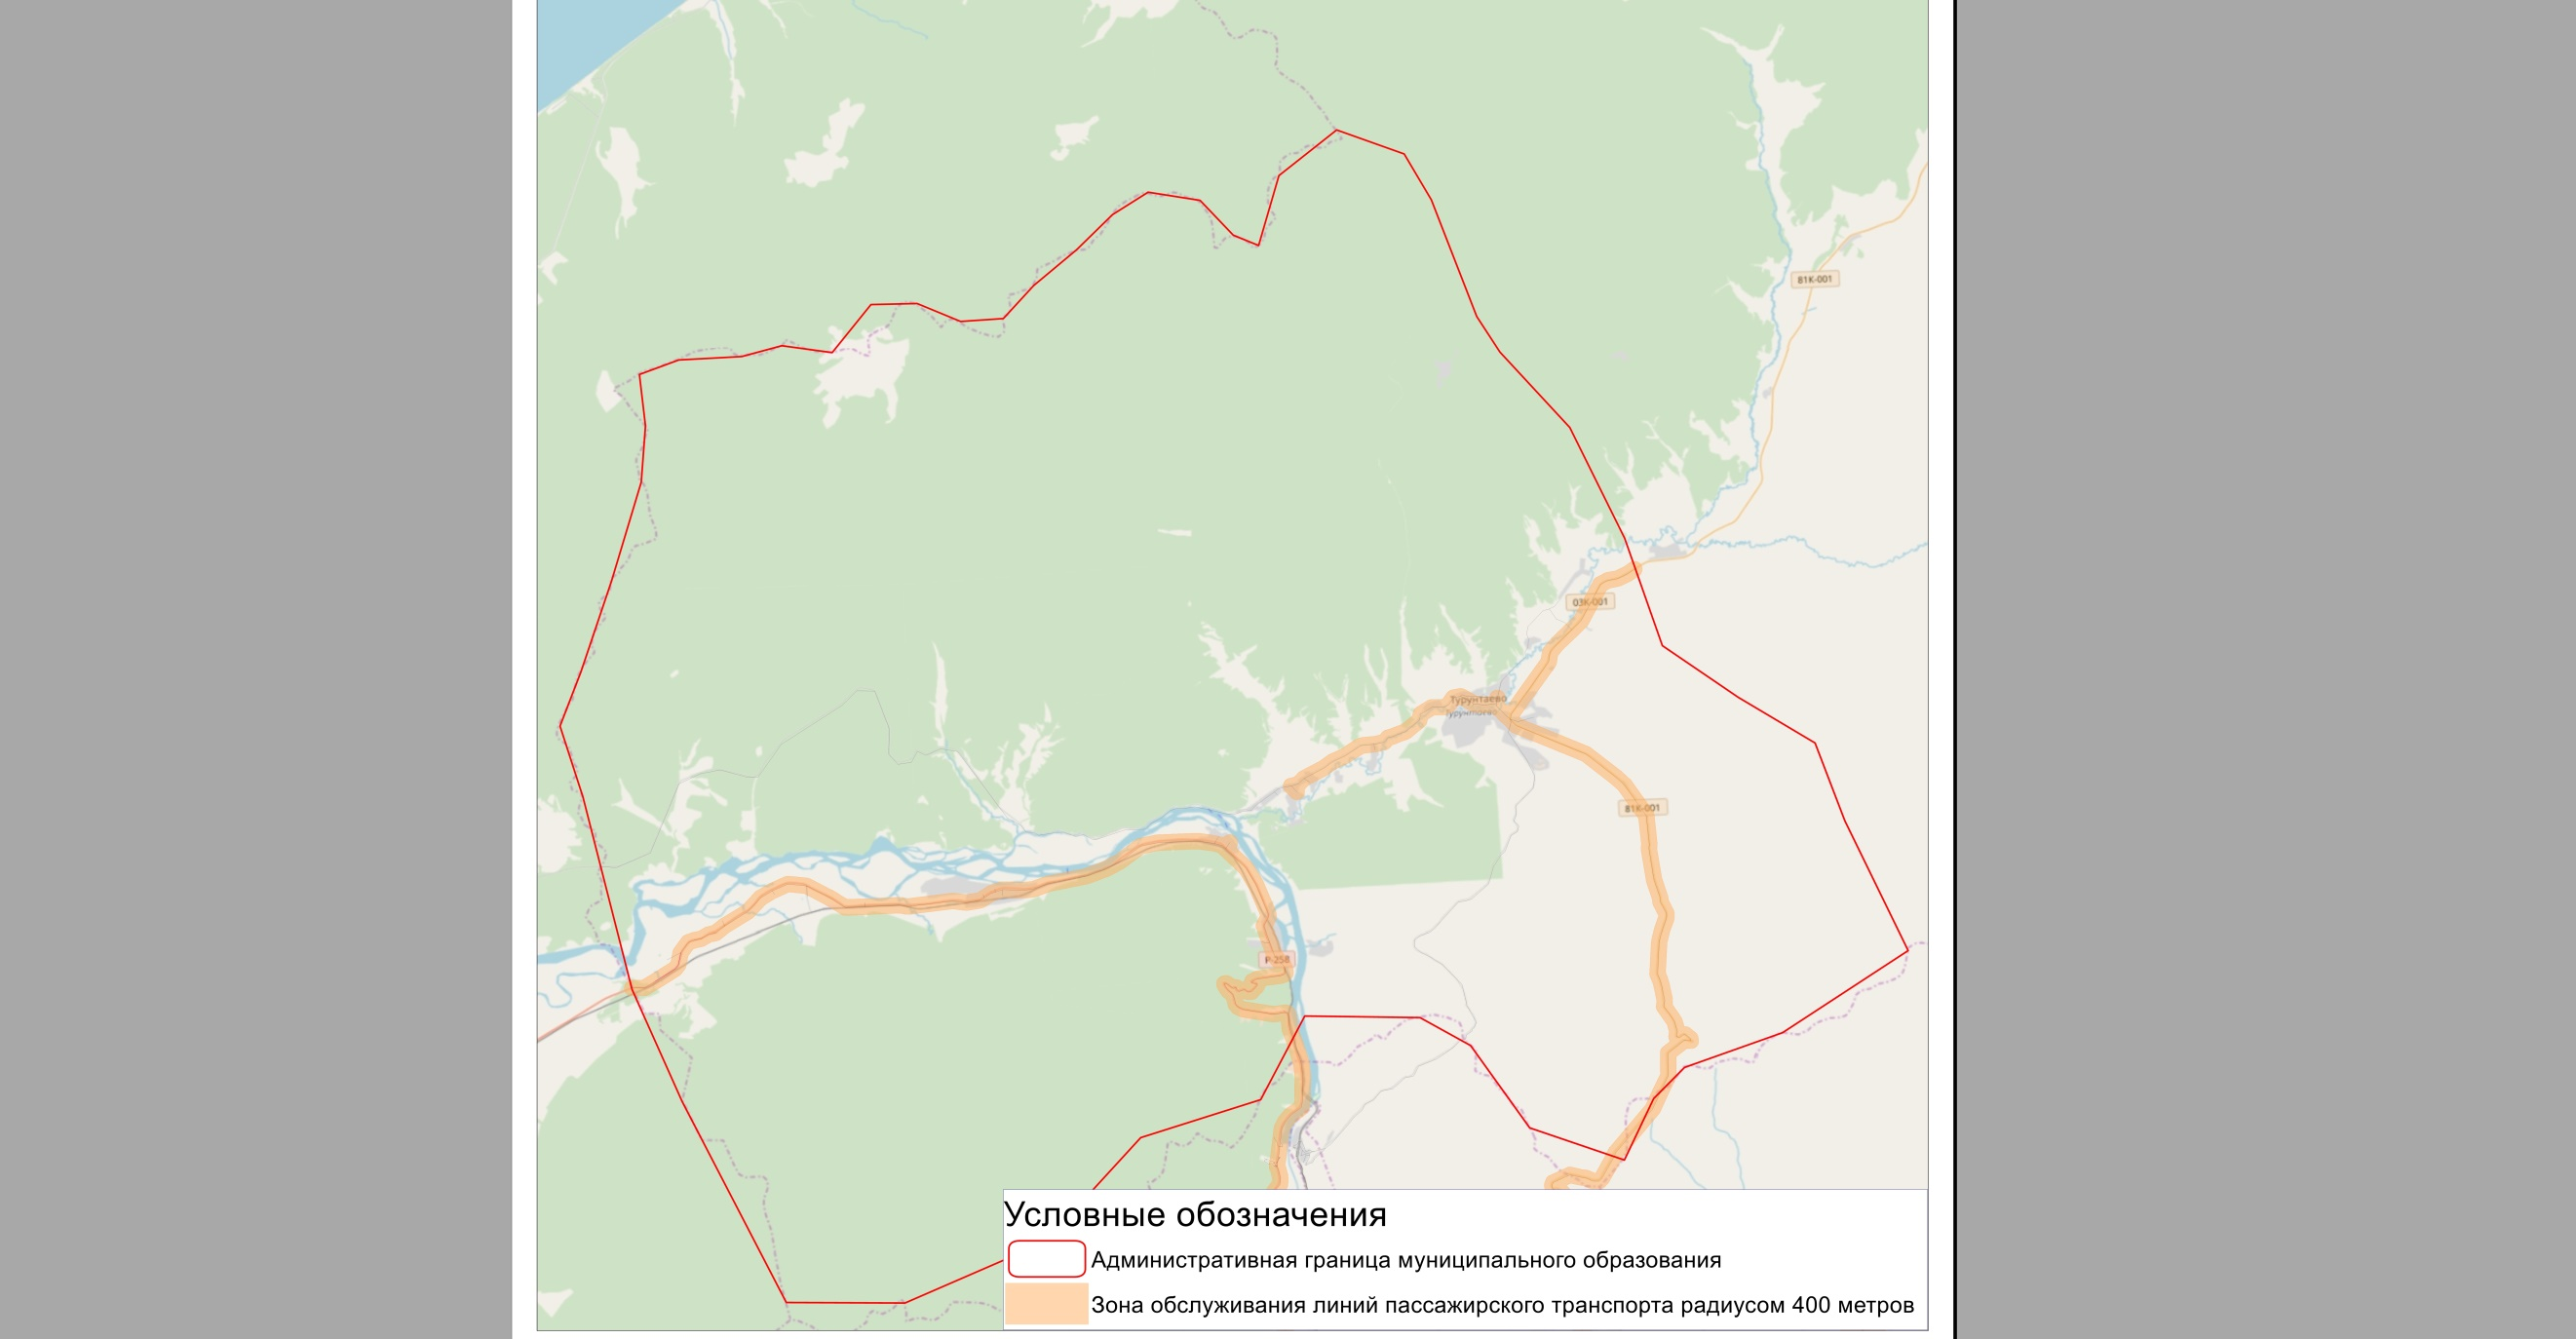 81К-001
03К-001
Турунтаево
Турунтаево
81К-001
Р-258
Условные обозначения
Административная граница муниципального образования
Зона обслуживания линий пассажирского транспорта радиусом 400 метров